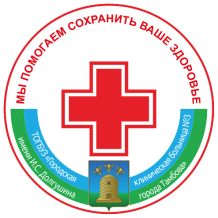 МЫ ПОМОГАЕМ СОХРАНИТЬ ВАШЕ ЗДОРОВЬЕ
ТОГБУЗ «Городская
клиническая больница №3
имени И.С. Долгушина
города Тамбова»